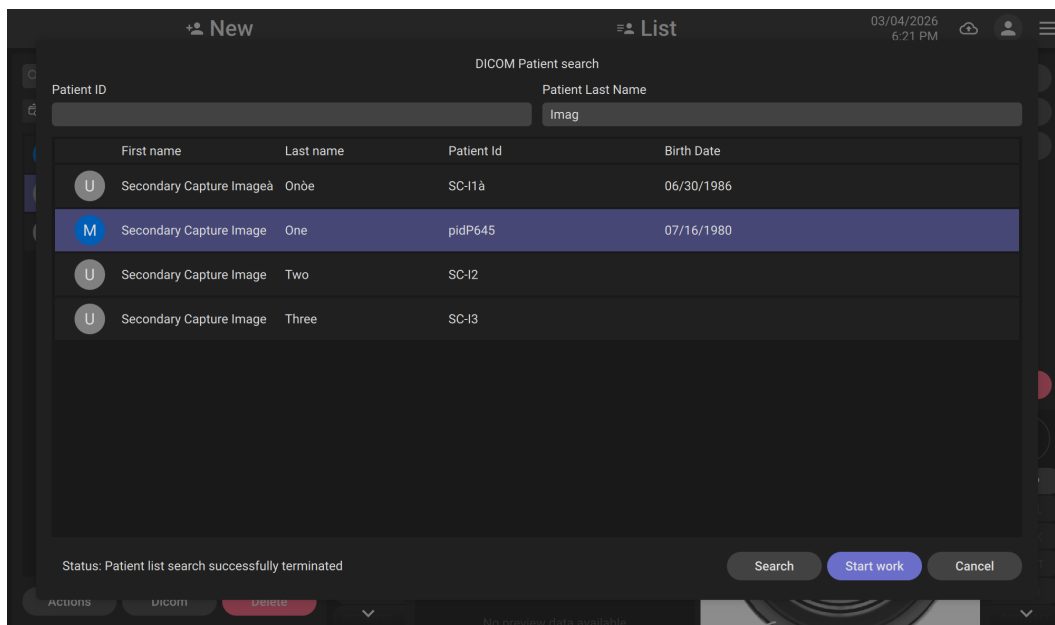 New
List
03/04/2026
6:21 PM
DICOM Patient search
Patient ID
Patient Last Name
Imag
First name Last name Patient Id Birth Date
U Secondary Capture Imageà Onòe SC-I1à 06/30/1986
M Secondary Capture Image One pidP645 07/16/1980
U Secondary Capture Image Two SC-I2
U Secondary Capture Image Three SC-I3
Status: Patient list search successfully terminated
Search Start work Cancel
Actions Dicom Delete
No preview data available